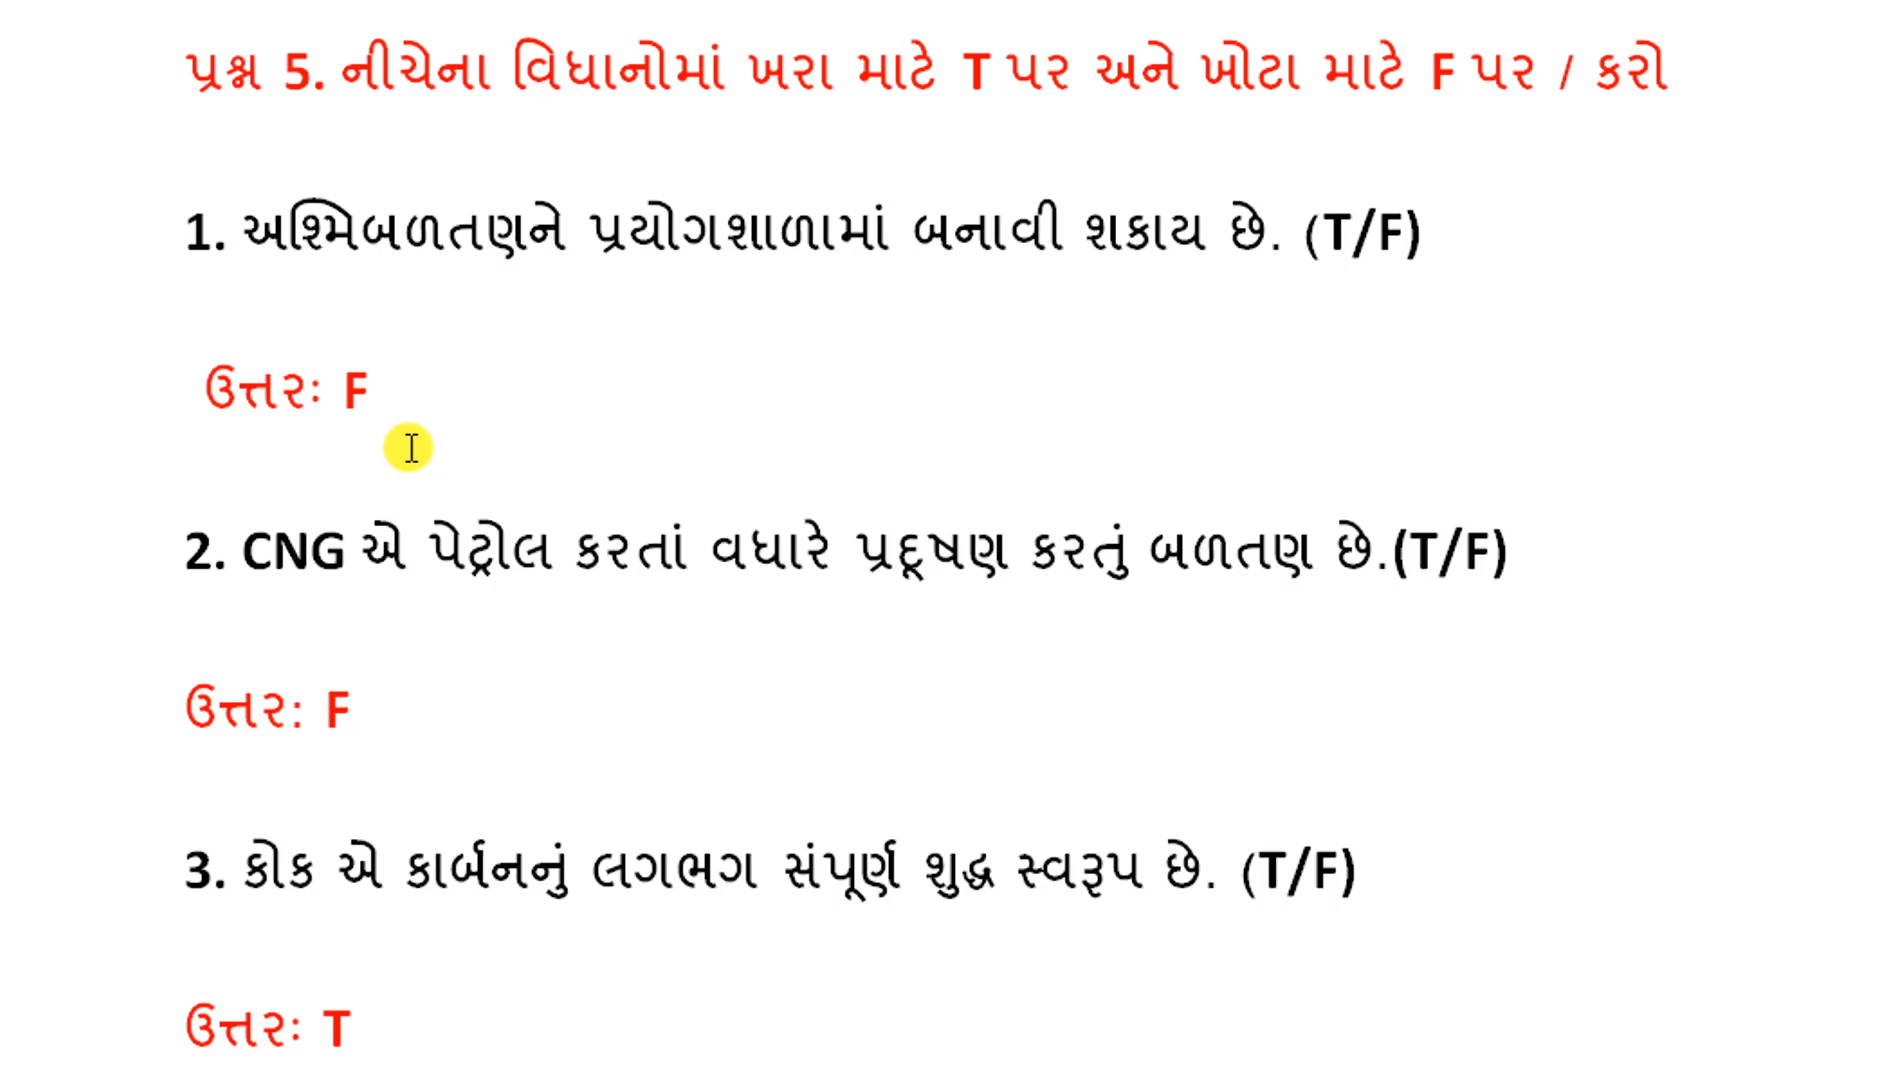 પ્રશ્ન 5. નીચેના વિધાનોમાં ખરા માટે T પર અને ખોટા માટે F પર / કરો
1. અશ્મિબળતણને પ્રયોગશાળામાં બનાવી શકાય છે. (T/F)
ઉત્તરઃ F
2. CNG એ પેટ્રોલ કરતાં વધારે પ્રદૂષણ કરતું બળતણ છે.(T/F)
ઉત્તર: F
3. કોક એ કાર્બનનું લગભગ સંપૂર્ણ શુદ્ધ સ્વરૂપ છે. (T/F)
ઉત્તરઃ T